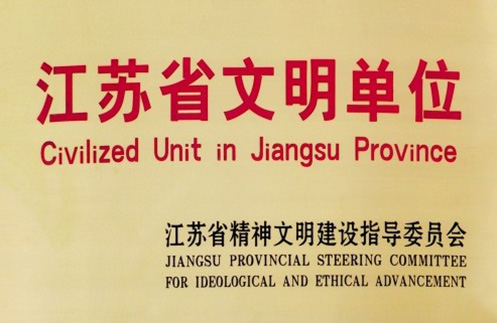 江苏省文明单位
Civilized Unit in Jiangsu Province
江苏省精神文明建设指导委员会
JIANGSU PROVINCIAL STEERING COMMITTEE
FOR IDEOLOGICAL AND ETHICAL ADVANCEMENT